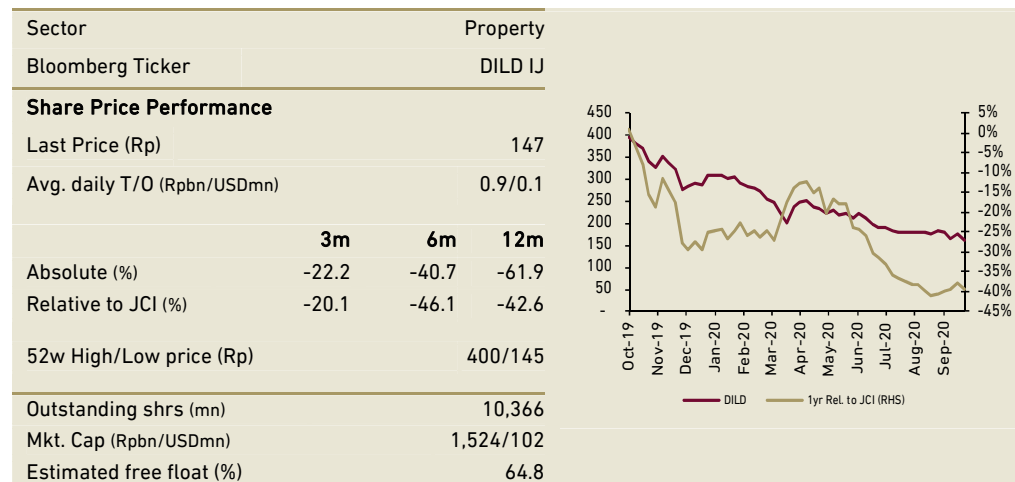 Sector Property
Bloomberg Ticker DILD IJ
Share Price Performance
Last Price (Rp) 147
Avg. daily T/O (Rpbn/USDmn) 0.9/0.1
3m 6m 12m
Absolute (%) -22.2 -40.7 -61.9
Relative to JCI (%) -20.1 -46.1 -42.6
52w High/Low price (Rp) 400/145
Outstanding shrs (mn) 10,366
Mkt. Cap (Rpbn/USDmn) 1,524/102
Estimated free float (%) 64.8
450 5%
400 0%
350 -5%
300 -10%
250 -15%
200 -20%
150 -25%
100 -30%
50 -35%
- -40%
-45%
Oct-19 Nov-19 Dec-19 Jan-20 Feb-20 Mar-20 Apr-20 May-20 Jun-20 Jul-20 Aug-20 Sep-20
DILD 1yr Rel. to JCI (RHS)